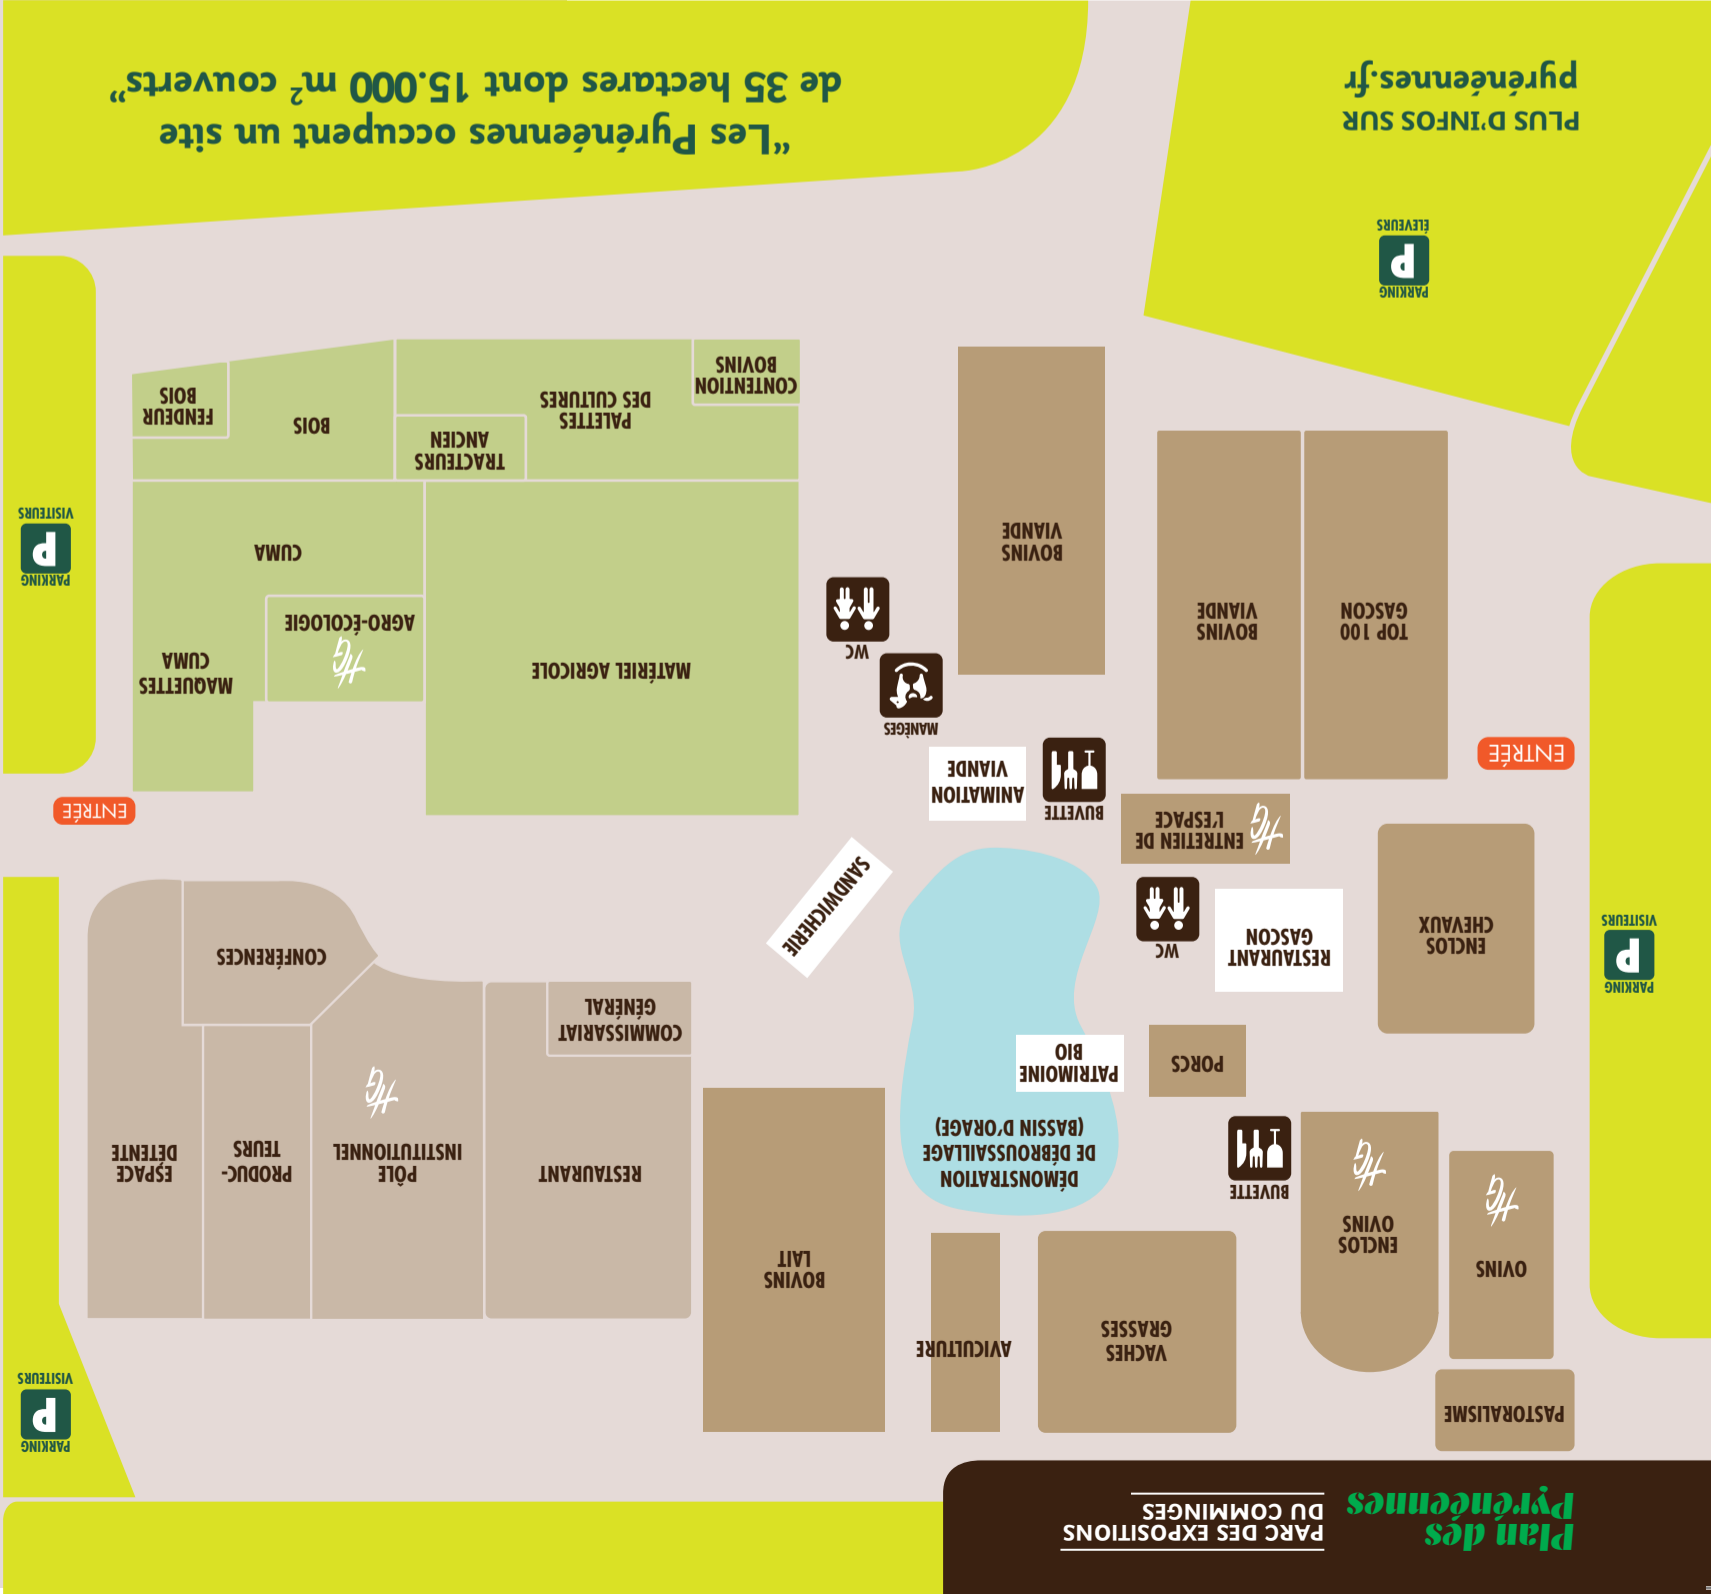 Plan des
Pyrénéennes
PARC DES EXPOSITIONS
DU COMMINGES
PASTORALISME
OVINS
HG
ENCLOS
OVINS
HG
VACHES
GRASSES
AVICULTURE
BOVINS
LAIT
PARKING
P
VISITEURS
BUVETTE
DÉMONSTRATION
DE DÉBROUSSAILLAGE
(BASSIN D'ORAGE)
PATRIMOINE
BIO
PORCS
RESTAURANT
COMMISSARIAT
GÉNÉRAL
PÔLE
INSTITUTIONNEL
HG
PRODUC-
TEURS
ESPACE
DÉTENTE
CONFÉRENCES
PARKING
P
VISITEURS
ENCLOS
CHEVAUX
RESTAURANT
GASCON
WC
SANDWICHERIE
ENTRETIEN DE
L'ESPACE
HG
ENTRÉE
BUVETTE
ANIMATION
VIANDE
MANÈGES
WC
ENTRÉE
TOP 100
GASCON
BOVINS
VIANDE
BOVINS
VIANDE
MATÉRIEL AGRICOLE
HG
AGRO-ÉCOLOGIE
MAQUETTES
CUMA
CUMA
PARKING
P
VISITEURS
TRACTEURS
ANCIEN
PALETTES
DES CULTURES
CONTENTION
BOVINS
BOIS
FENDEUR
BOIS
PARKING
P
ÉLEVEURS
PLUS D'INFOS SUR
pyrénéennes.fr
“Les Pyrénéennes occupent un site
de 35 hectares dont 15.000 m² couverts”